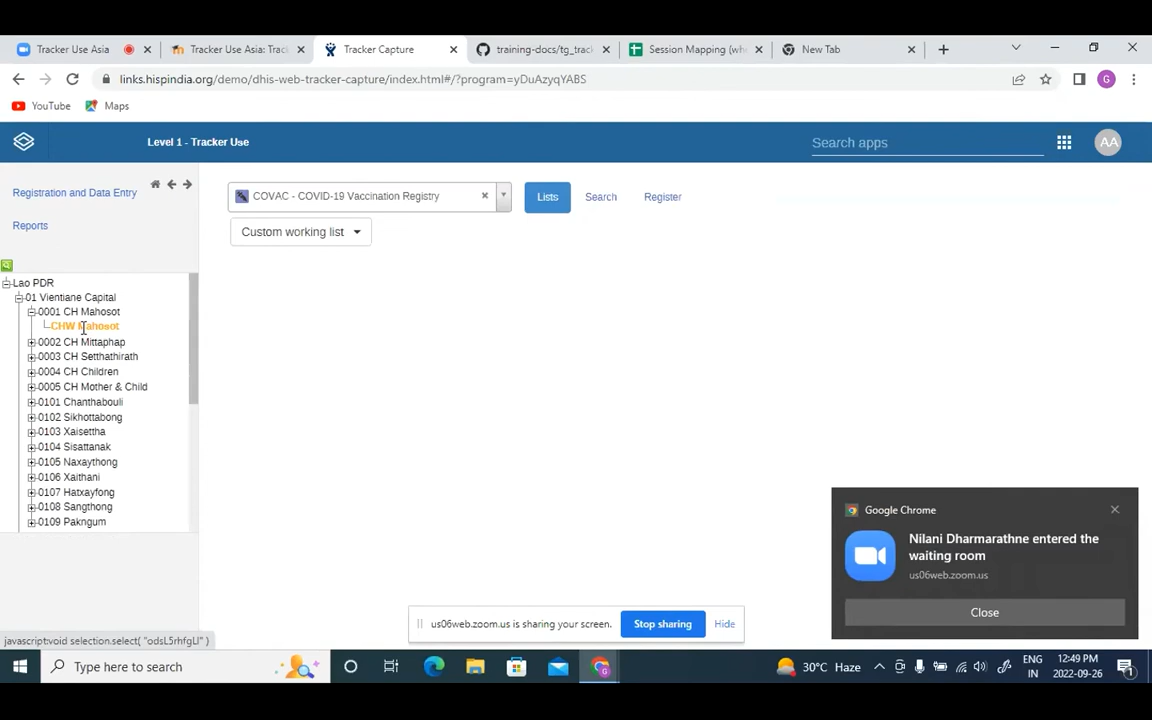 Tracker Use Asia
Tracker Use Asia: Trac
Tracker Capture
training-docs/tg_track
Session Mapping (whe
New Tab
links.hispindia.org/demo/dhis-web-tracker-capture/index.html#/?program=yDuAzyqYABS
G
YouTube
Maps
Level 1 - Tracker Use
Search apps
AA
Registration and Data Entry
Reports
COVAC - COVID-19 Vaccination Registry
Lists
Search
Register
Custom working list
Lao PDR
01 Vientiane Capital
0001 CH Mahosot
CHW Mahosot
0002 CH Mittaphap
0003 CH Setthathirath
0004 CH Children
0005 CH Mother & Child
0101 Chanthabouli
0102 Sikhottabong
0103 Xaisettha
0104 Sisattanak
0105 Naxaythong
0106 Xaithani
0107 Hatxayfong
0108 Sangthong
0109 Pakngum
Google Chrome
Nilani Dharmarathne entered the
waiting room
us06web.zoom.us
Close
us06web.zoom.us is sharing your screen.
Stop sharing
Hide
javascript:void selection.select( "odsL5rhfgLl" )
Type here to search
30°C Haze
ENG
IN
12:49 PM
2022-09-26
1